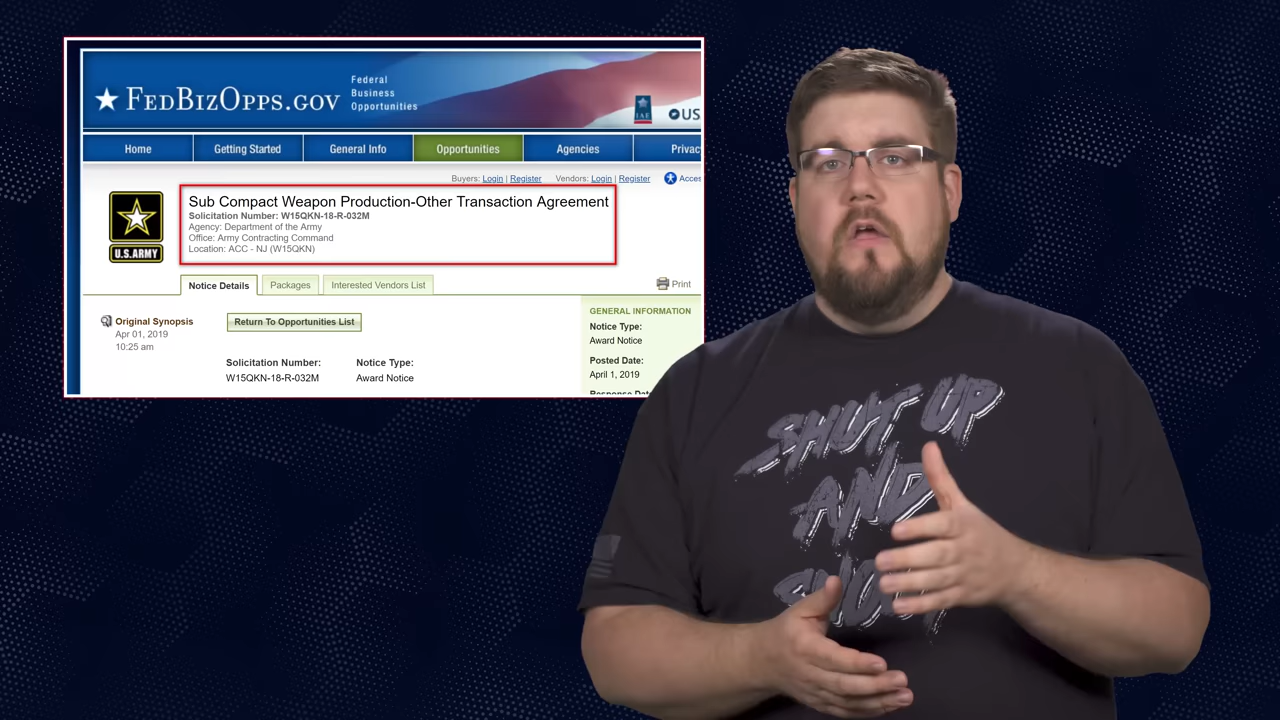 FEDBIZOPPS.GOV
Federal
Business
Opportunities
IAE
US
Home
Getting Started
General Info
Opportunities
Agencies
Privac
Buyers: Login | Register
Vendors: Login | Register
Acces
U.S.ARMY
Sub Compact Weapon Production-Other Transaction Agreement
Solicitation Number: W15QKN-18-R-032M
Agency: Department of the Army
Office: Army Contracting Command
Location: ACC - NJ (W15QKN)
Notice Details
Packages
Interested Vendors List
Print
Original Synopsis
Apr 01, 2019
10:25 am
Return To Opportunities List
Solicitation Number:
W15QKN-18-R-032M
Notice Type:
Award Notice
GENERAL INFORMATION
Notice Type:
Award Notice
Posted Date:
April 1, 2019
SHUT UP
AND